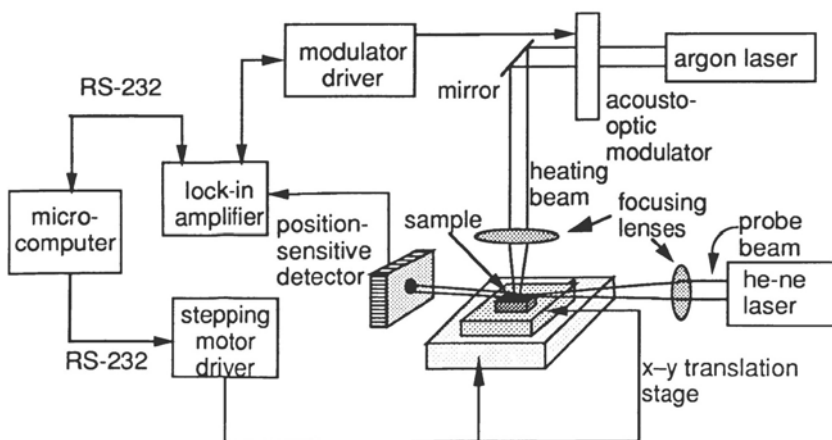 modulator
driver
argon laser
RS-232
mirror
acousto-
optic
modulator
heating
beam
lock-in
amplifier
micro-
computer
position-
sensitive
detector
sample
focusing
lenses
probe
beam
he-ne
laser
stepping
motor
driver
RS-232
x–y translation
stage